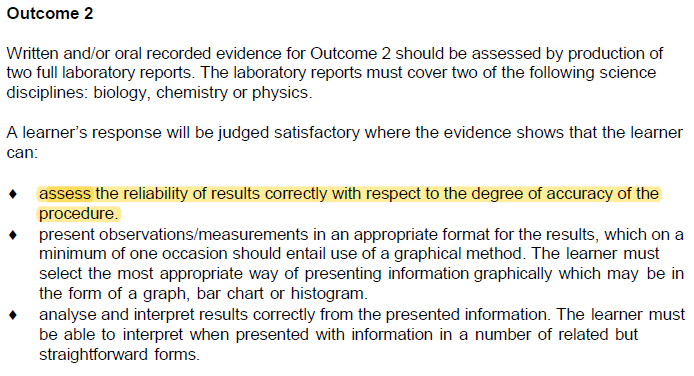 Outcome 2
Written and/or oral recorded evidence for Outcome 2 should be assessed by production of
two full laboratory reports. The laboratory reports must cover two of the following science
disciplines: biology, chemistry or physics.
A learner’s response will be judged satisfactory where the evidence shows that the learner
can:
♦ assess the reliability of results correctly with respect to the degree of accuracy of the
procedure.
♦ present observations/measurements in an appropriate format for the results, which on a
minimum of one occasion should entail use of a graphical method. The learner must
select the most appropriate way of presenting information graphically which may be in
the form of a graph, bar chart or histogram.
♦ analyse and interpret results correctly from the presented information. The learner must
be able to interpret when presented with information in a number of related but
straightforward forms.